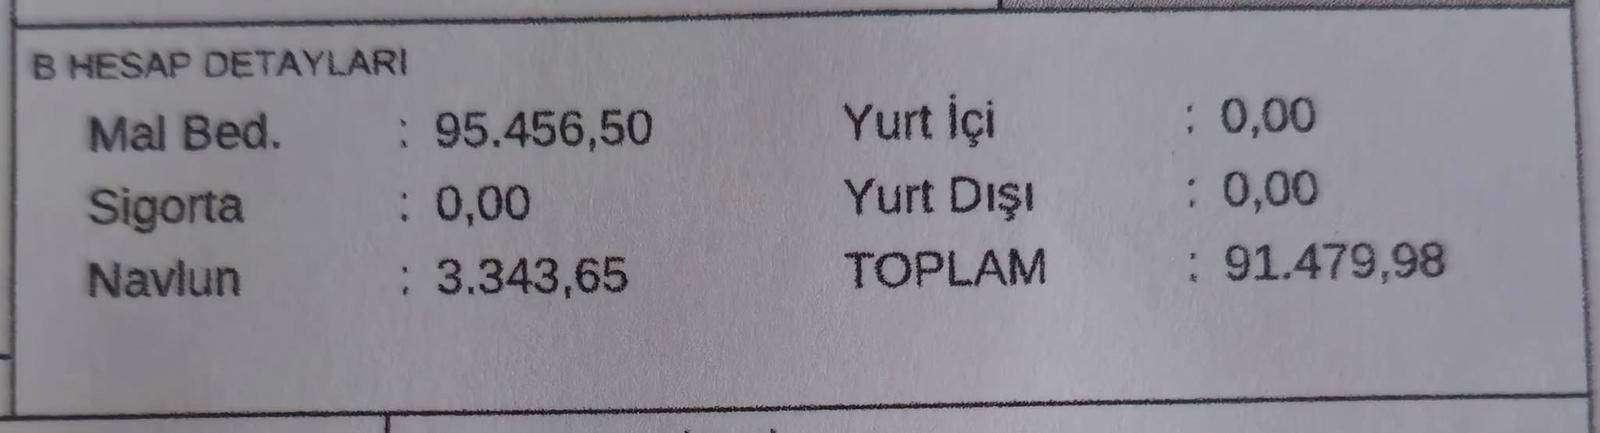 B HESAP DETAYLARI
Mal Bed. : 95.456,50 Yurt İçi : 0,00
Sigorta : 0,00 Yurt Dışı : 0,00
Navlun : 3.343,65 TOPLAM : 91.479,98